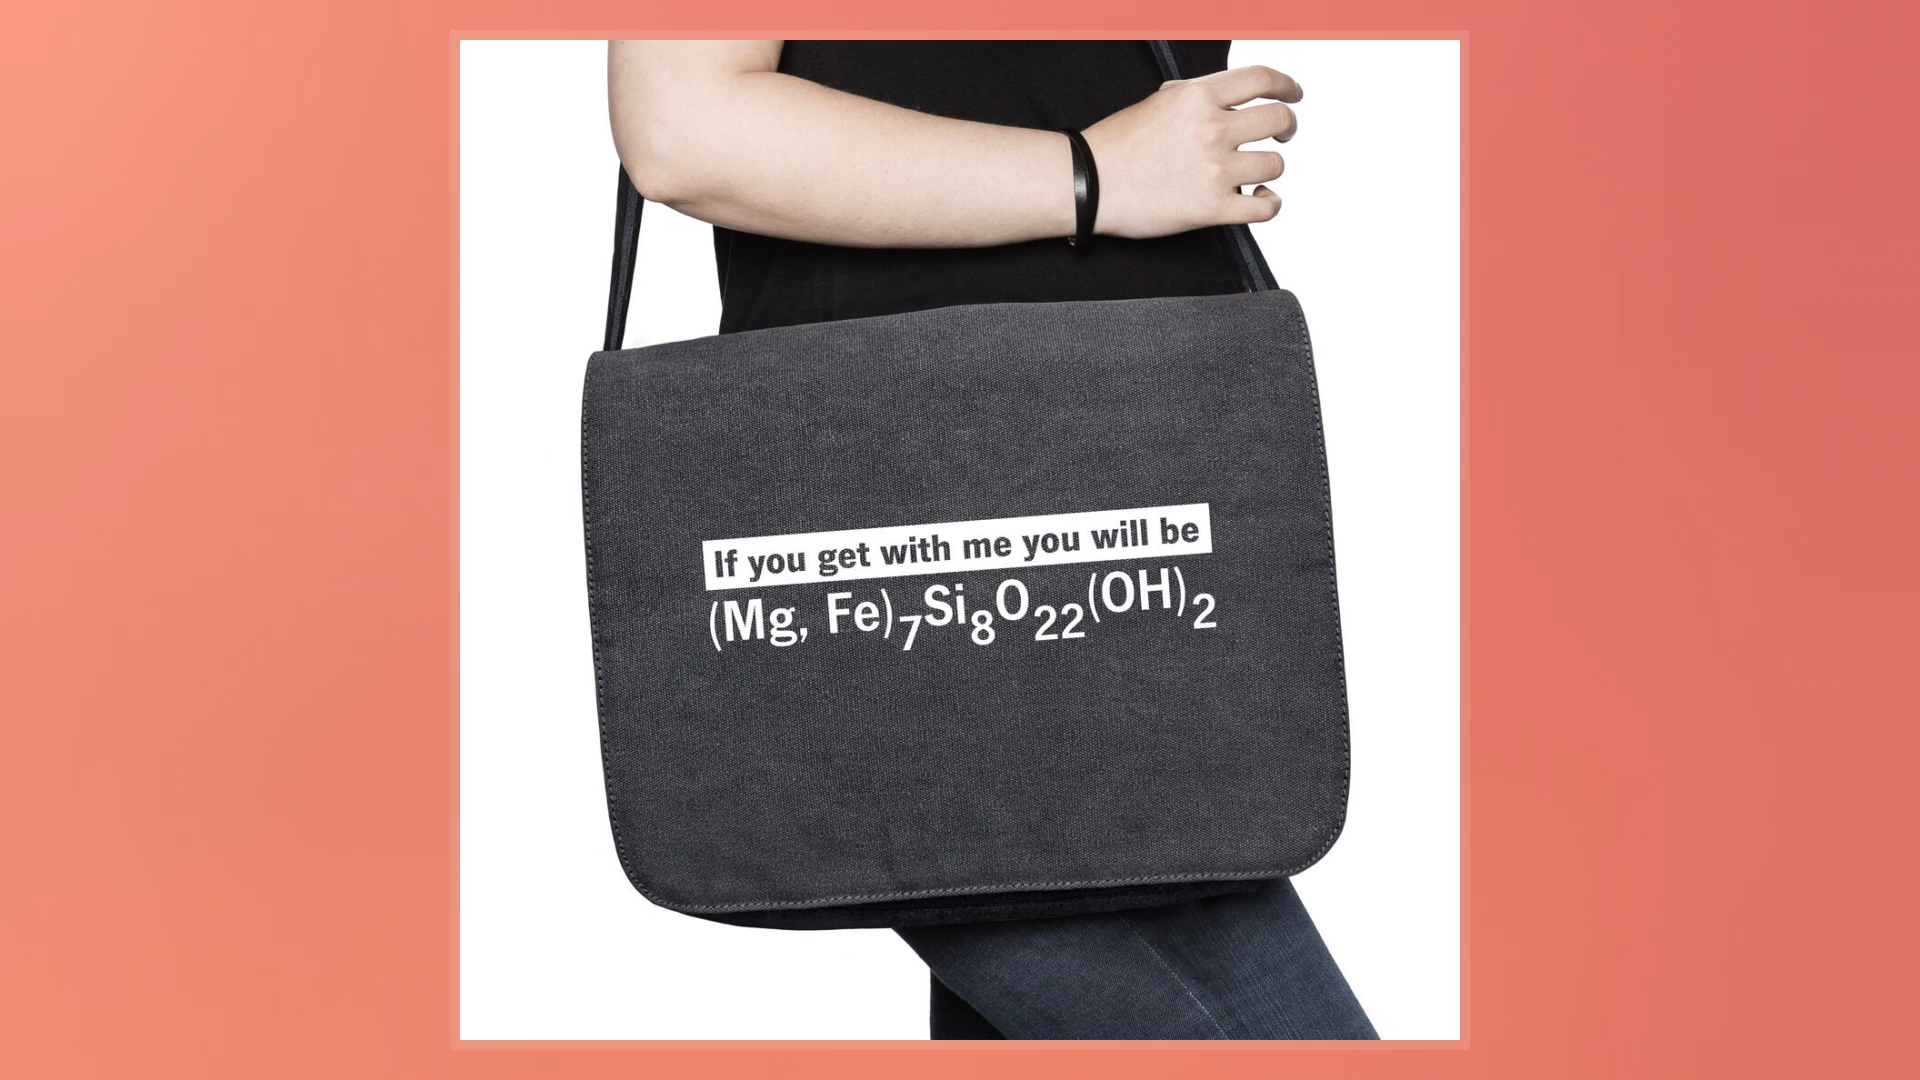 If you get with me you will be
(Mg, Fe)₇Si₈O₂₂(OH)₂